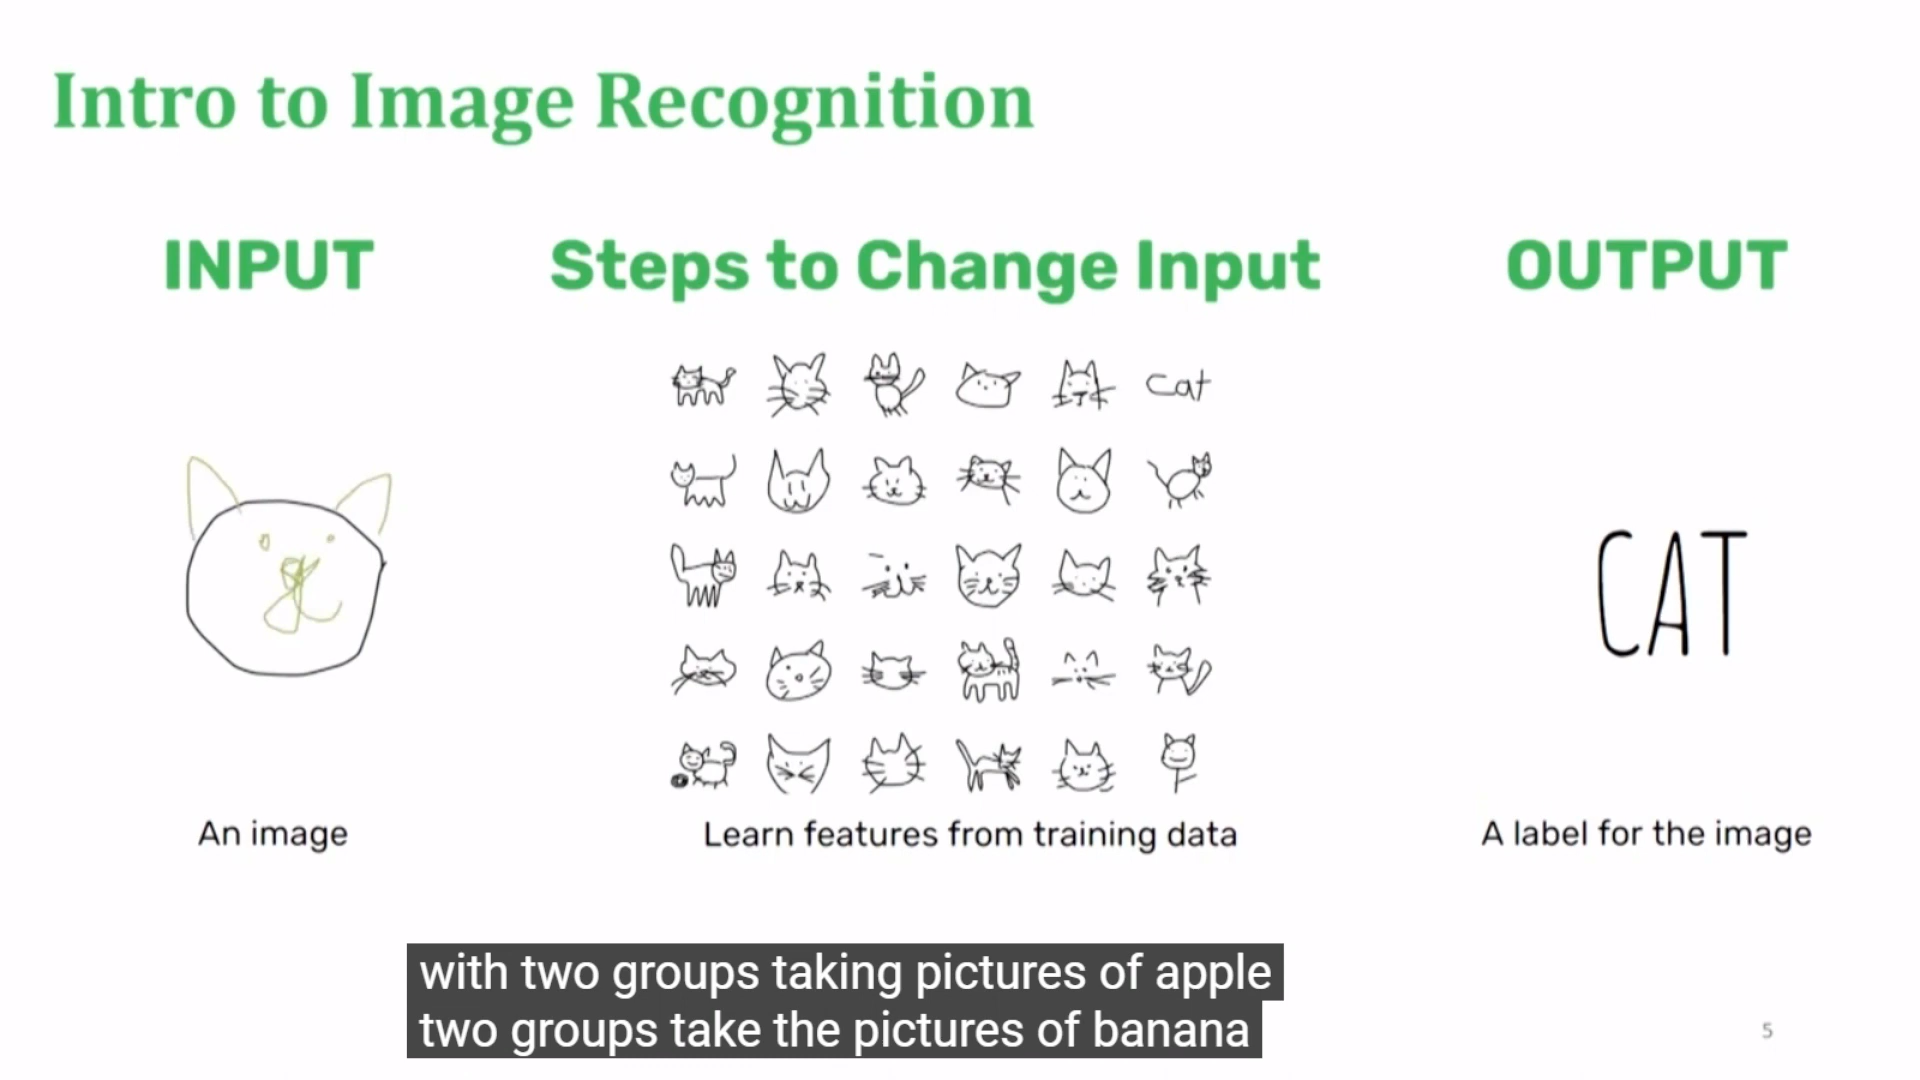 Intro to Image Recognition
INPUT
Steps to Change Input
OUTPUT
cat
CAT
An image
Learn features from training data
A label for the image
with two groups taking pictures of apple
two groups take the pictures of banana
5